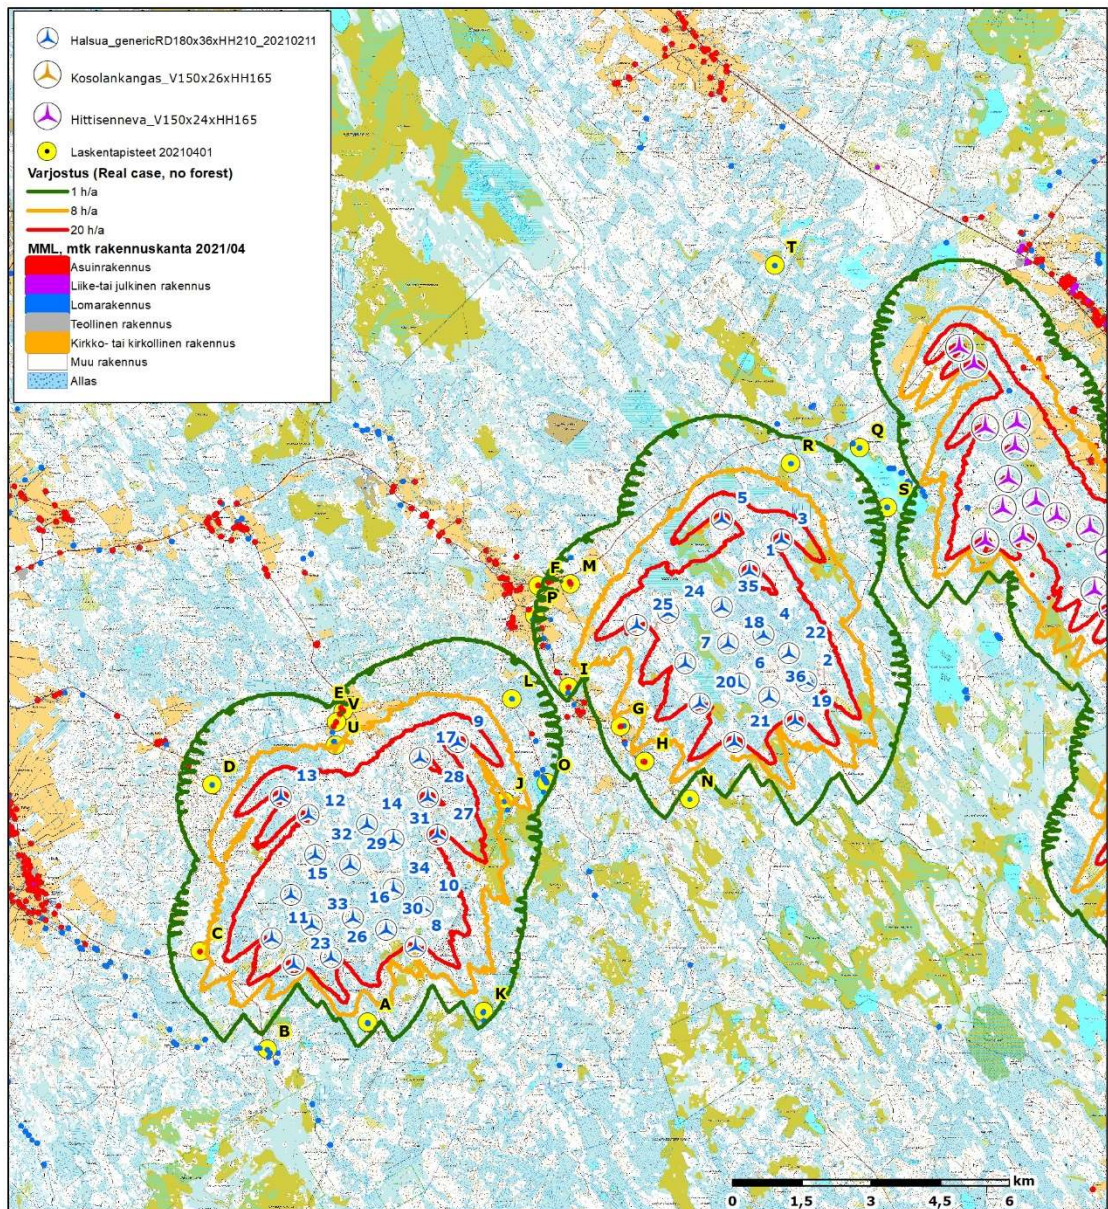 Halsua_genericRD180x36xHH210_20210211
Kosolankangas_V150x26xHH165
Hittisenneva_V150x24xHH165
Laskentapisteet 20210401
Varjostus (Real case, no forest)
1 h/a
8 h/a
20 h/a
MML, mtk rakennuskanta 2021/04
Asuinrakennus
Liike-tai julkinen rakennus
Lomarakennus
Teollinen rakennus
Kirkko- tai kirkollinen rakennus
Muu rakennus
Allas
T
Q
R
S
5
3
1
F
M
35
P
24
25
4
18
22
7
6
2
36
I
20
19
L
E
V
G
21
9
U
17
H
13
28
D
O
J
N
12
14
31
27
32
29
34
15
16
10
33
30
11
8
26
23
C
K
A
B
km
0 1,5 3 4,5 6